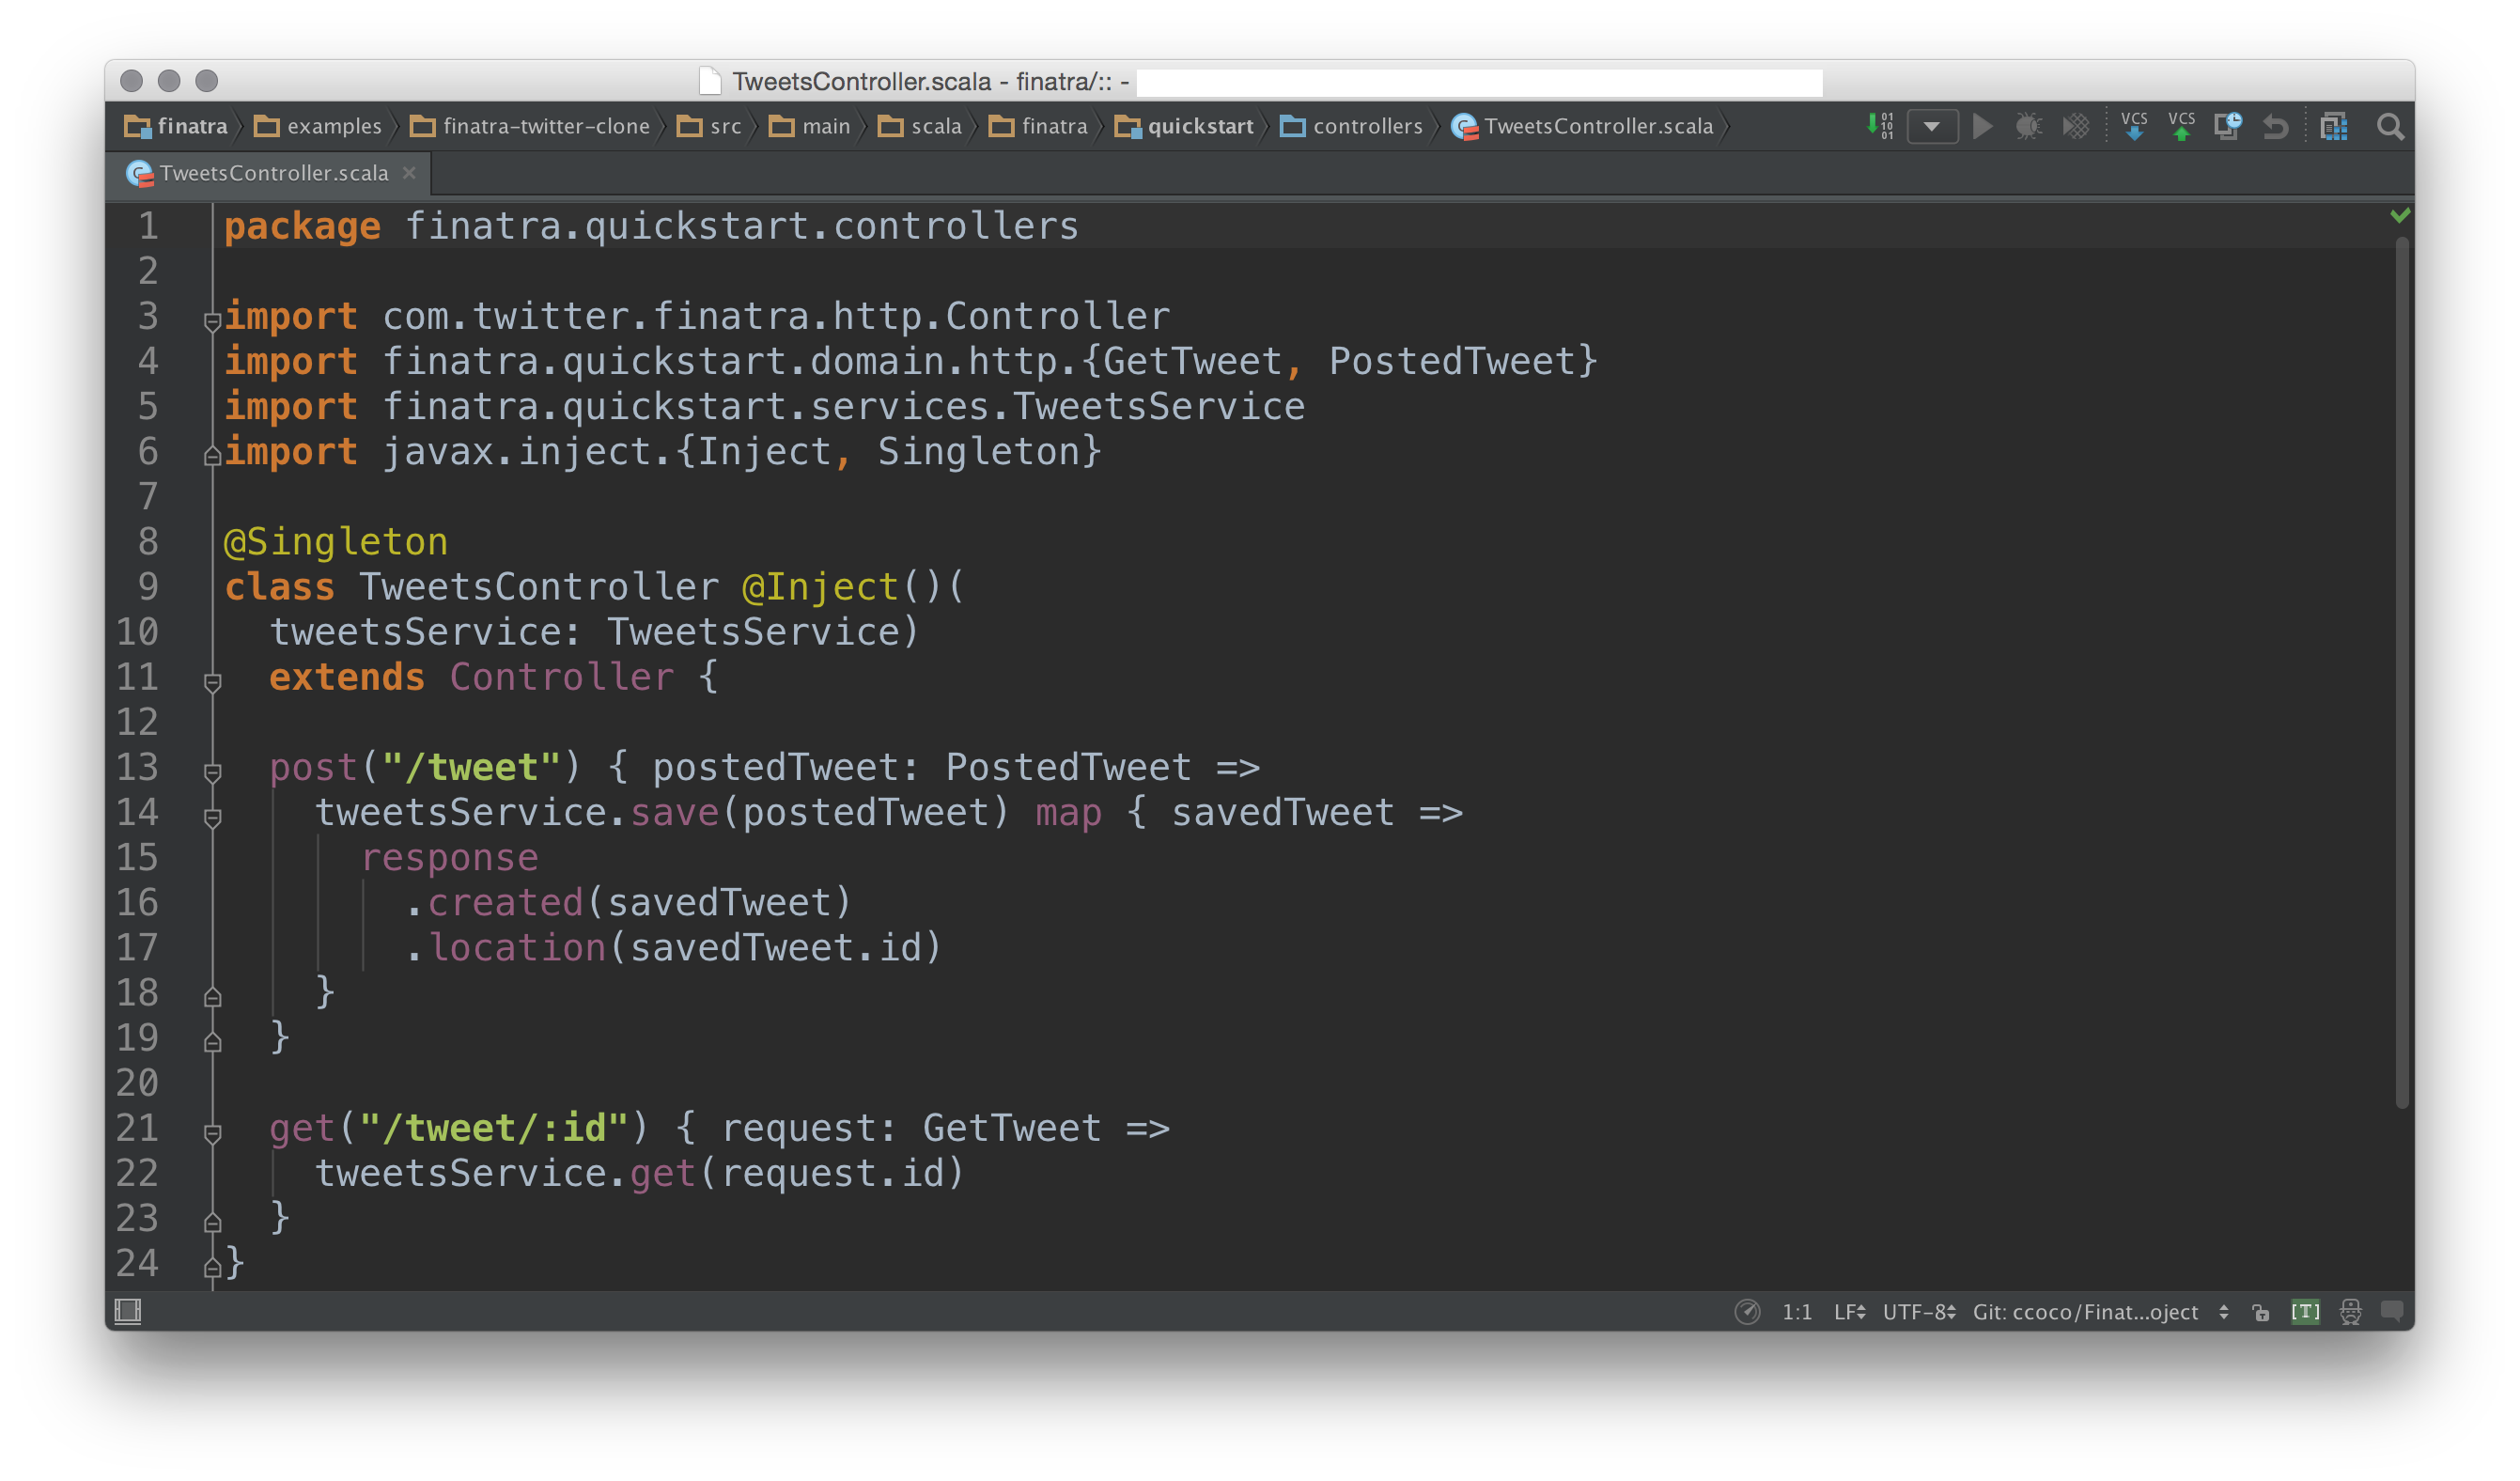 TweetsController.scala - finatra/:: -
finatra examples finatra-twitter-clone src main scala finatra quickstart controllers TweetsController.scala VCS VCS
TweetsController.scala
1 package finatra.quickstart.controllers
2
3 import com.twitter.finatra.http.Controller
4 import finatra.quickstart.domain.http.{GetTweet, PostedTweet}
5 import finatra.quickstart.services.TweetsService
6 import javax.inject.{Inject, Singleton}
7
8 @Singleton
9 class TweetsController @Inject()(
10   tweetsService: TweetsService)
11   extends Controller {
12
13   post("/tweet") { postedTweet: PostedTweet =>
14     tweetsService.save(postedTweet) map { savedTweet =>
15       response
16         .created(savedTweet)
17         .location(savedTweet.id)
18     }
19   }
20
21   get("/tweet/:id") { request: GetTweet =>
22     tweetsService.get(request.id)
23   }
24 }
1:1 LF UTF-8 Git: ccoco/Finat...oject [T]